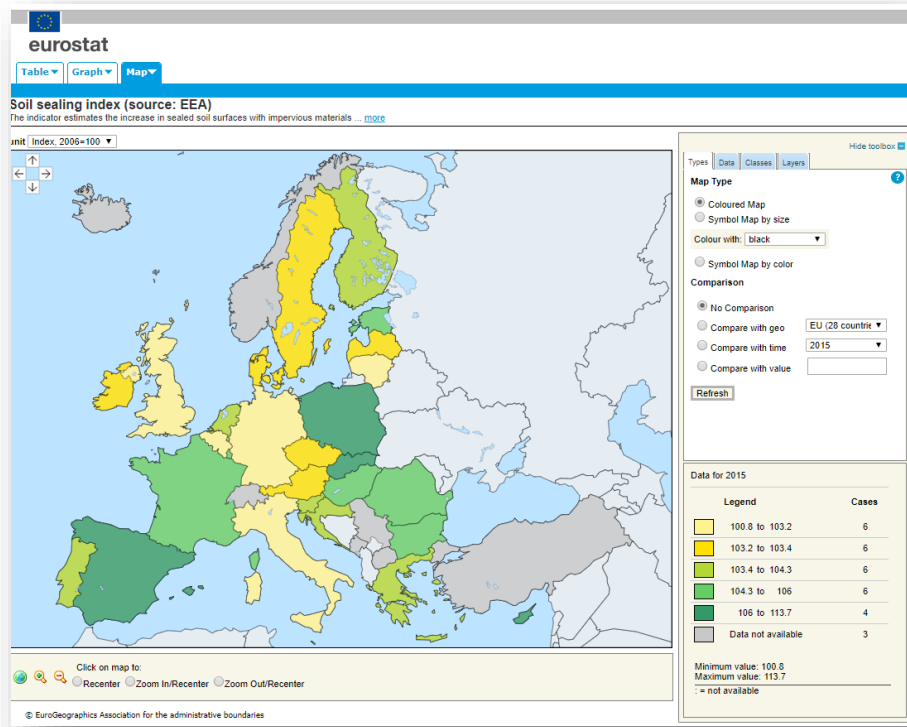 eurostat
Table Graph Map
Soil sealing index (source: EEA)
The indicator estimates the increase in sealed soil surfaces with impervious materials ... more
unit Index, 2006=100
Hide toolbox
Types Data Classes Layers
?
Map Type
Coloured Map
Symbol Map by size
Colour with: black
Symbol Map by color
Comparison
No Comparison
Compare with geo EU (28 countrie
Compare with time 2015
Compare with value
Refresh
Data for 2015
Legend Cases
100.8 to 103.2 6
103.2 to 103.4 6
103.4 to 104.3 6
104.3 to 106 6
106 to 113.7 4
Data not available 3
Minimum value: 100.8
Maximum value: 113.7
: = not available
Click on map to:
Recenter Zoom In/Recenter Zoom Out/Recenter
© EuroGeographics Association for the administrative boundaries